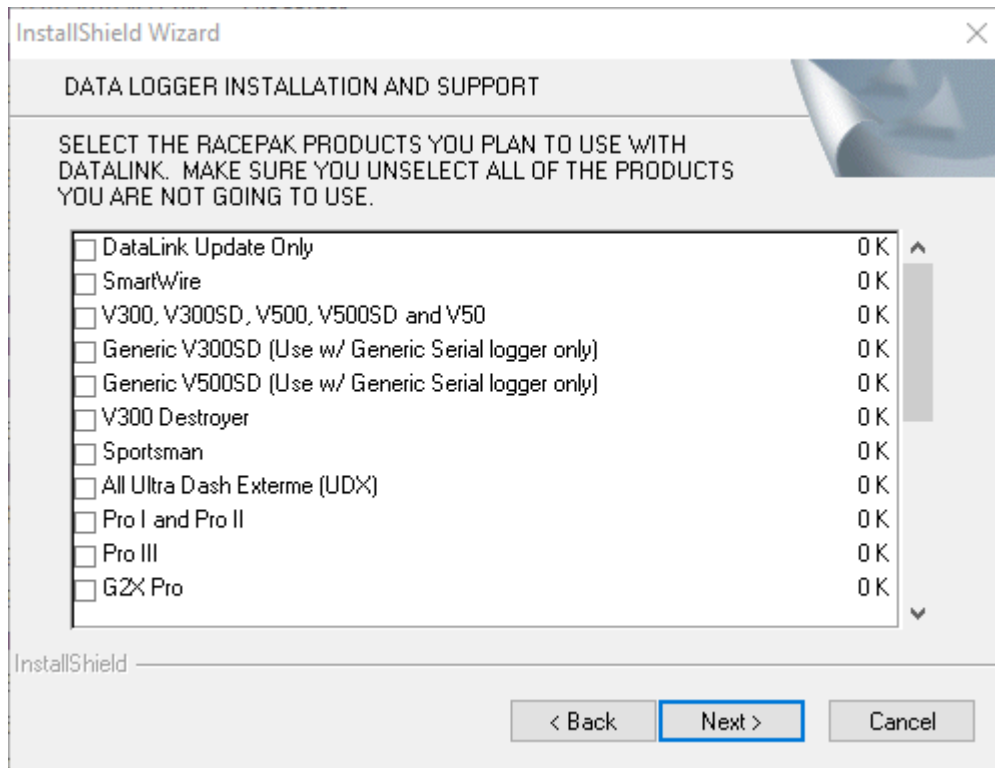 InstallShield Wizard
DATA LOGGER INSTALLATION AND SUPPORT
SELECT THE RACEPAK PRODUCTS YOU PLAN TO USE WITH
DATALINK. MAKE SURE YOU UNSELECT ALL OF THE PRODUCTS
YOU ARE NOT GOING TO USE.
DataLink Update Only 0 K
SmartWire 0 K
V300, V300SD, V500, V500SD and V50 0 K
Generic V300SD (Use w/ Generic Serial logger only) 0 K
Generic V500SD (Use w/ Generic Serial logger only) 0 K
V300 Destroyer 0 K
Sportsman 0 K
All Ultra Dash Exterme (UDX) 0 K
Pro I and Pro II 0 K
Pro III 0 K
G2X Pro 0 K
InstallShield
< Back Next > Cancel